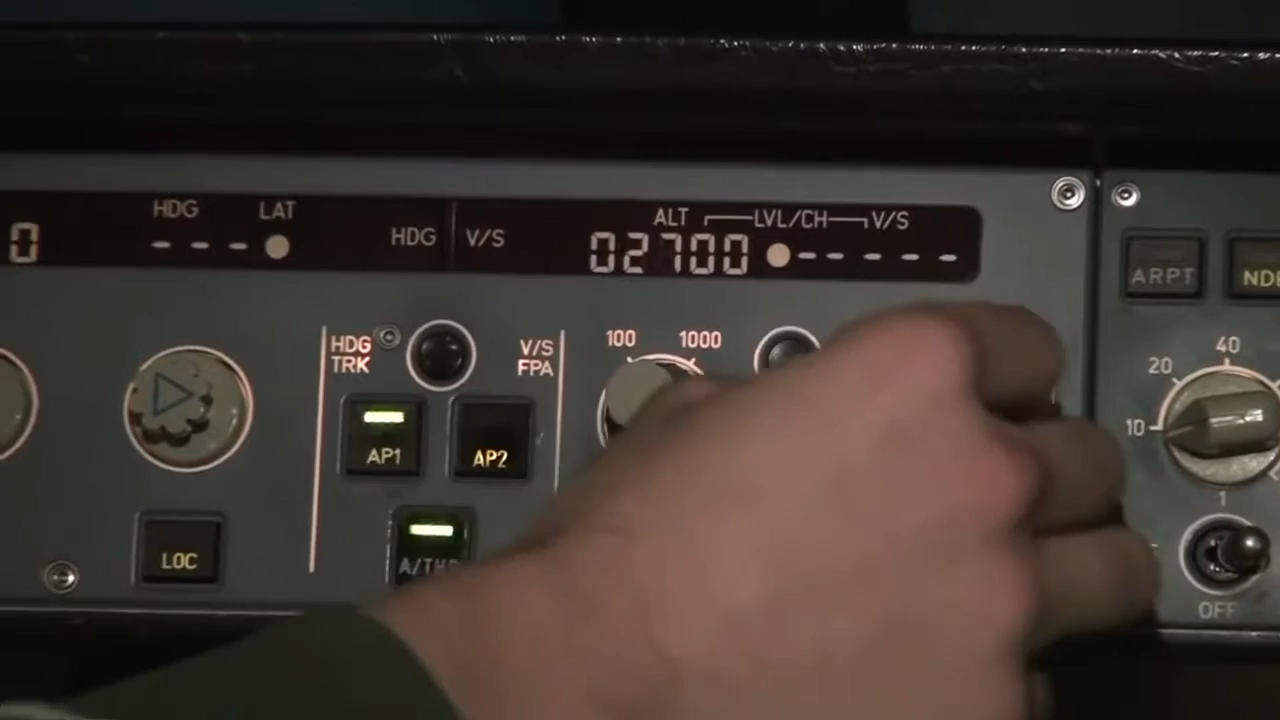 HDG LAT
0 - - - HDG V/S
ALT LVL/CH V/S
02700 - - - - -
HDG
TRK
V/S
FPA
100 1000
AP1 AP2
LOC
A/THR
ARPT
20 40
10
1
OFF